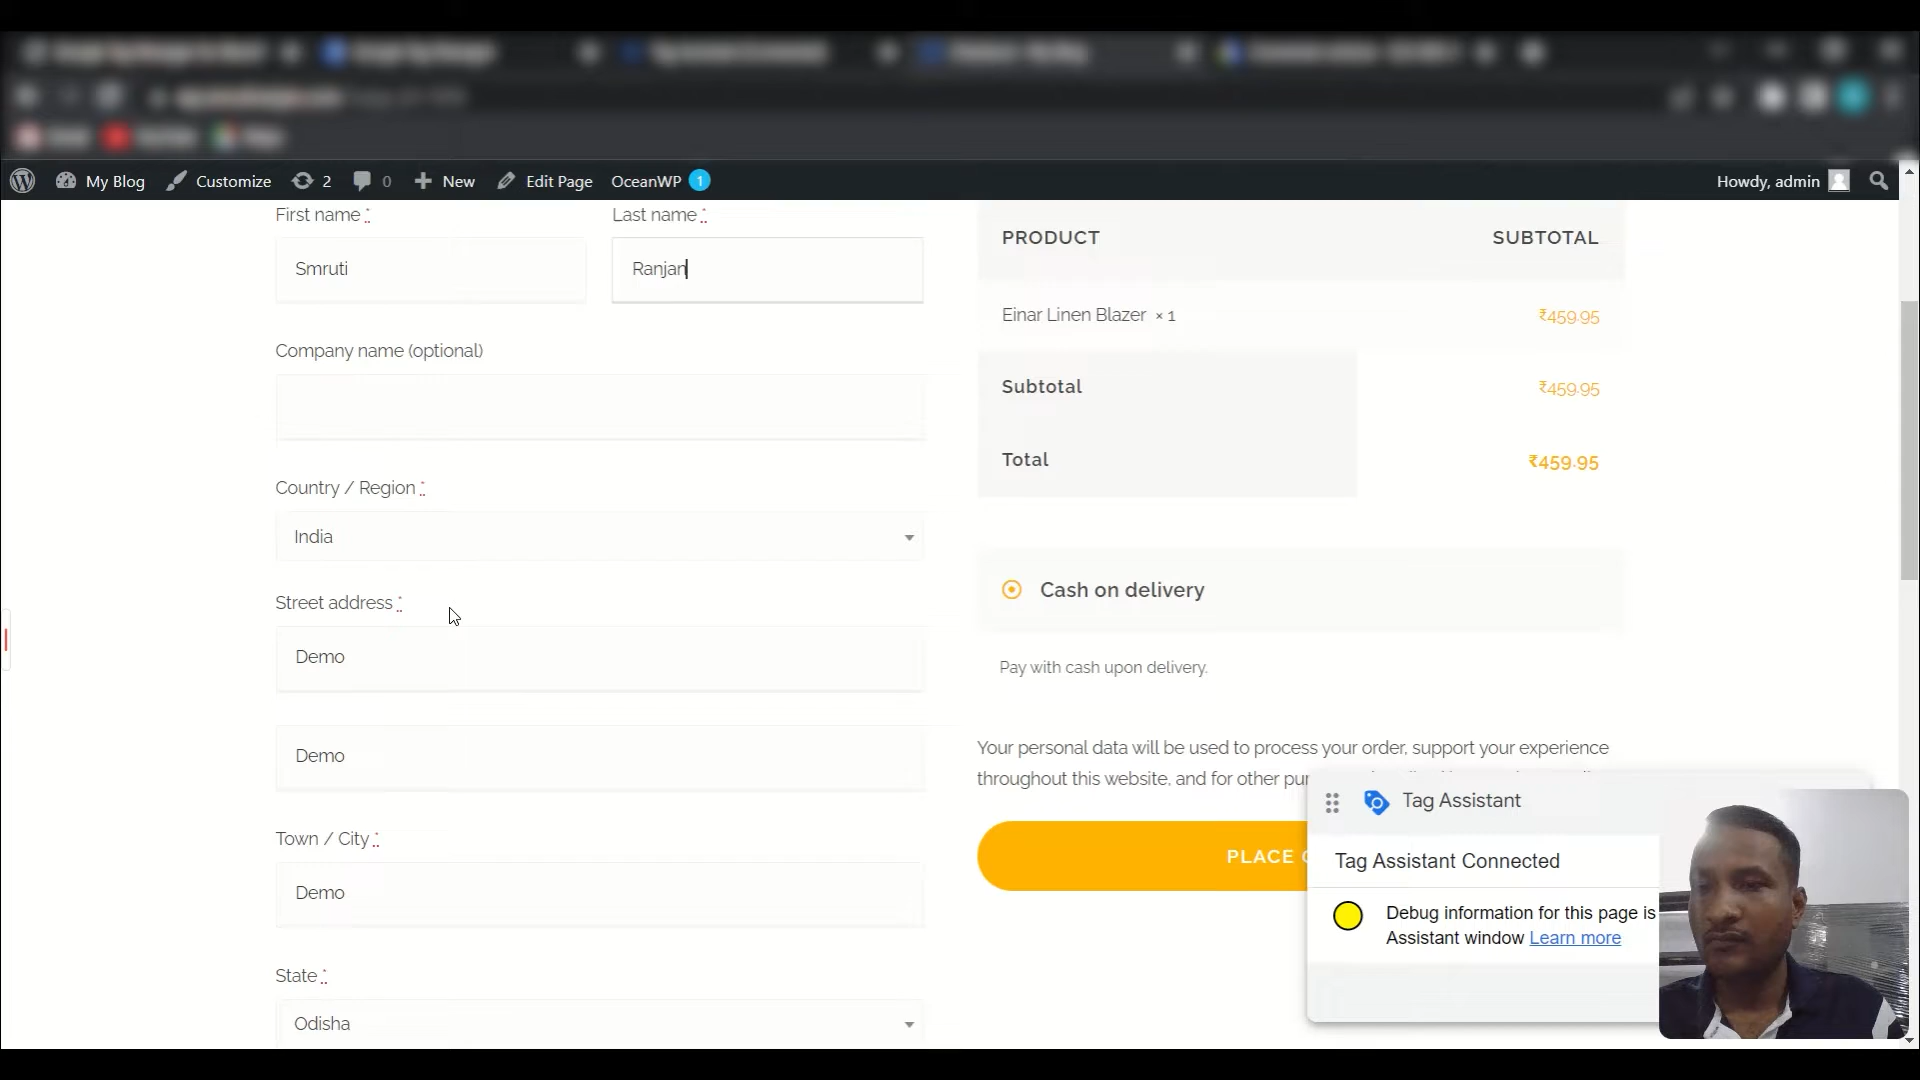 My Blog Customize 2 0 New Edit Page OceanWP 1 Howdy, admin
First name *
Last name *
Smruti
Ranjan
Company name (optional)
Country / Region *
India
Street address *
Demo
Demo
Town / City *
Demo
State *
Odisha
PRODUCT SUBTOTAL
Einar Linen Blazer × 1 ₹459.95
Subtotal ₹459.95
Total ₹459.95
Cash on delivery
Pay with cash upon delivery.
Your personal data will be used to process your order, support your experience
throughout this website, and for other
PLACE
Tag Assistant
Tag Assistant Connected
Debug information for this page is
Assistant window Learn more